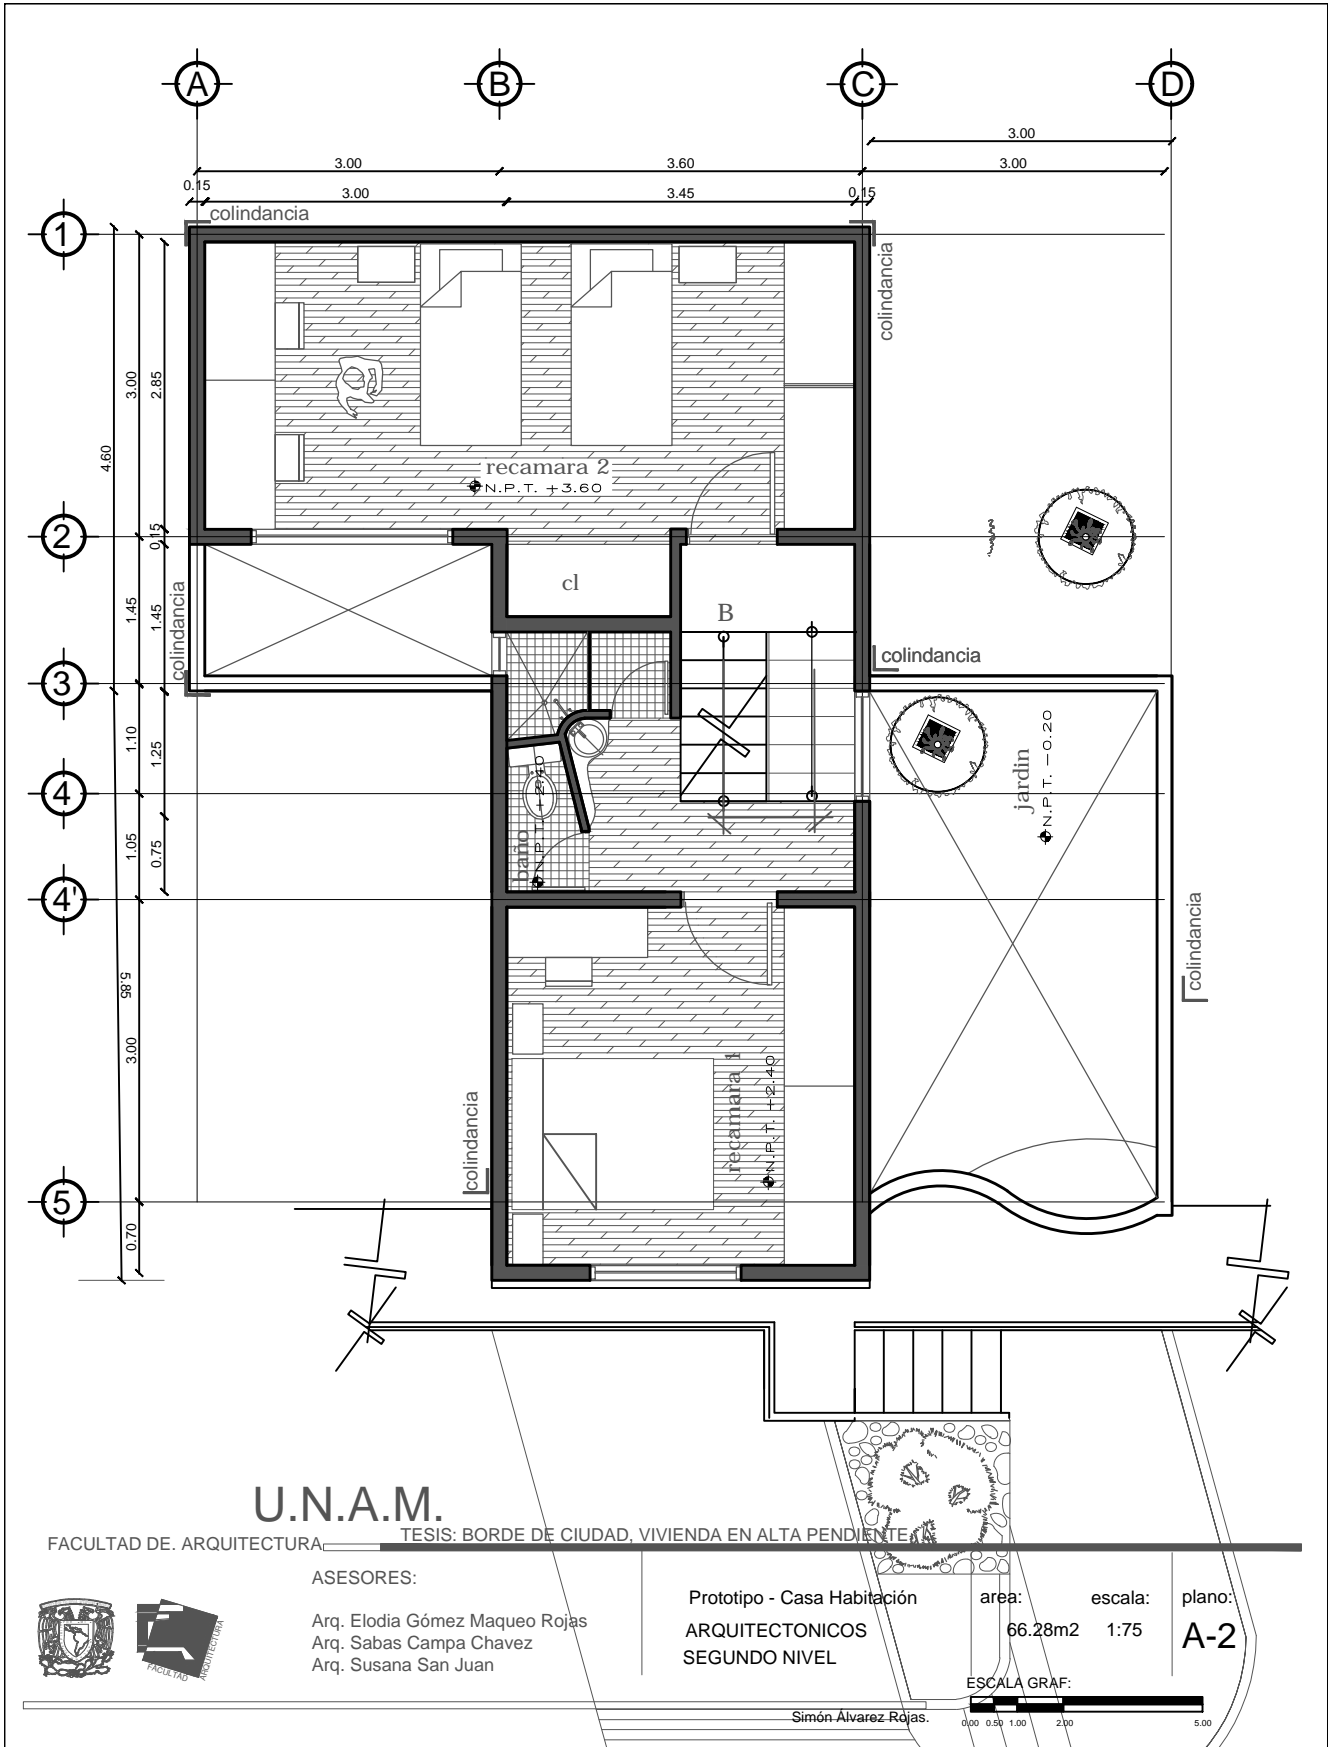 A
B
C
D
3.00
3.00
3.60
3.00
0.15
3.00
3.45
0.15
colindancia
1
colindancia
3.00
2.85
4.60
recamara 2
N.P.T. +3.60
2
0.15
cl
B
1.45
1.45
colindancia
colindancia
3
1.10
1.25
jardin
N.P.T. -0.20
4
baño
N.P.T. +2.40
1.05
0.75
4'
colindancia
5.85
3.00
recamara 1
N.P.T. +2.40
colindancia
5
0.70
U.N.A.M.
FACULTAD DE. ARQUITECTURA
TESIS: BORDE DE CIUDAD, VIVIENDA EN ALTA PENDIENTE.
ASESORES:
Arq. Elodia Gómez Maqueo Rojas
Arq. Sabas Campa Chavez
Arq. Susana San Juan
FACULTAD
ARQUITECTURA
Prototipo - Casa Habitación
ARQUITECTONICOS
SEGUNDO NIVEL
area:
66.28m2
escala:
1:75
plano:
A-2
ESCALA GRAF:
0.00 0.50 1.00 2.00 5.00
Simón Álvarez Rojas.